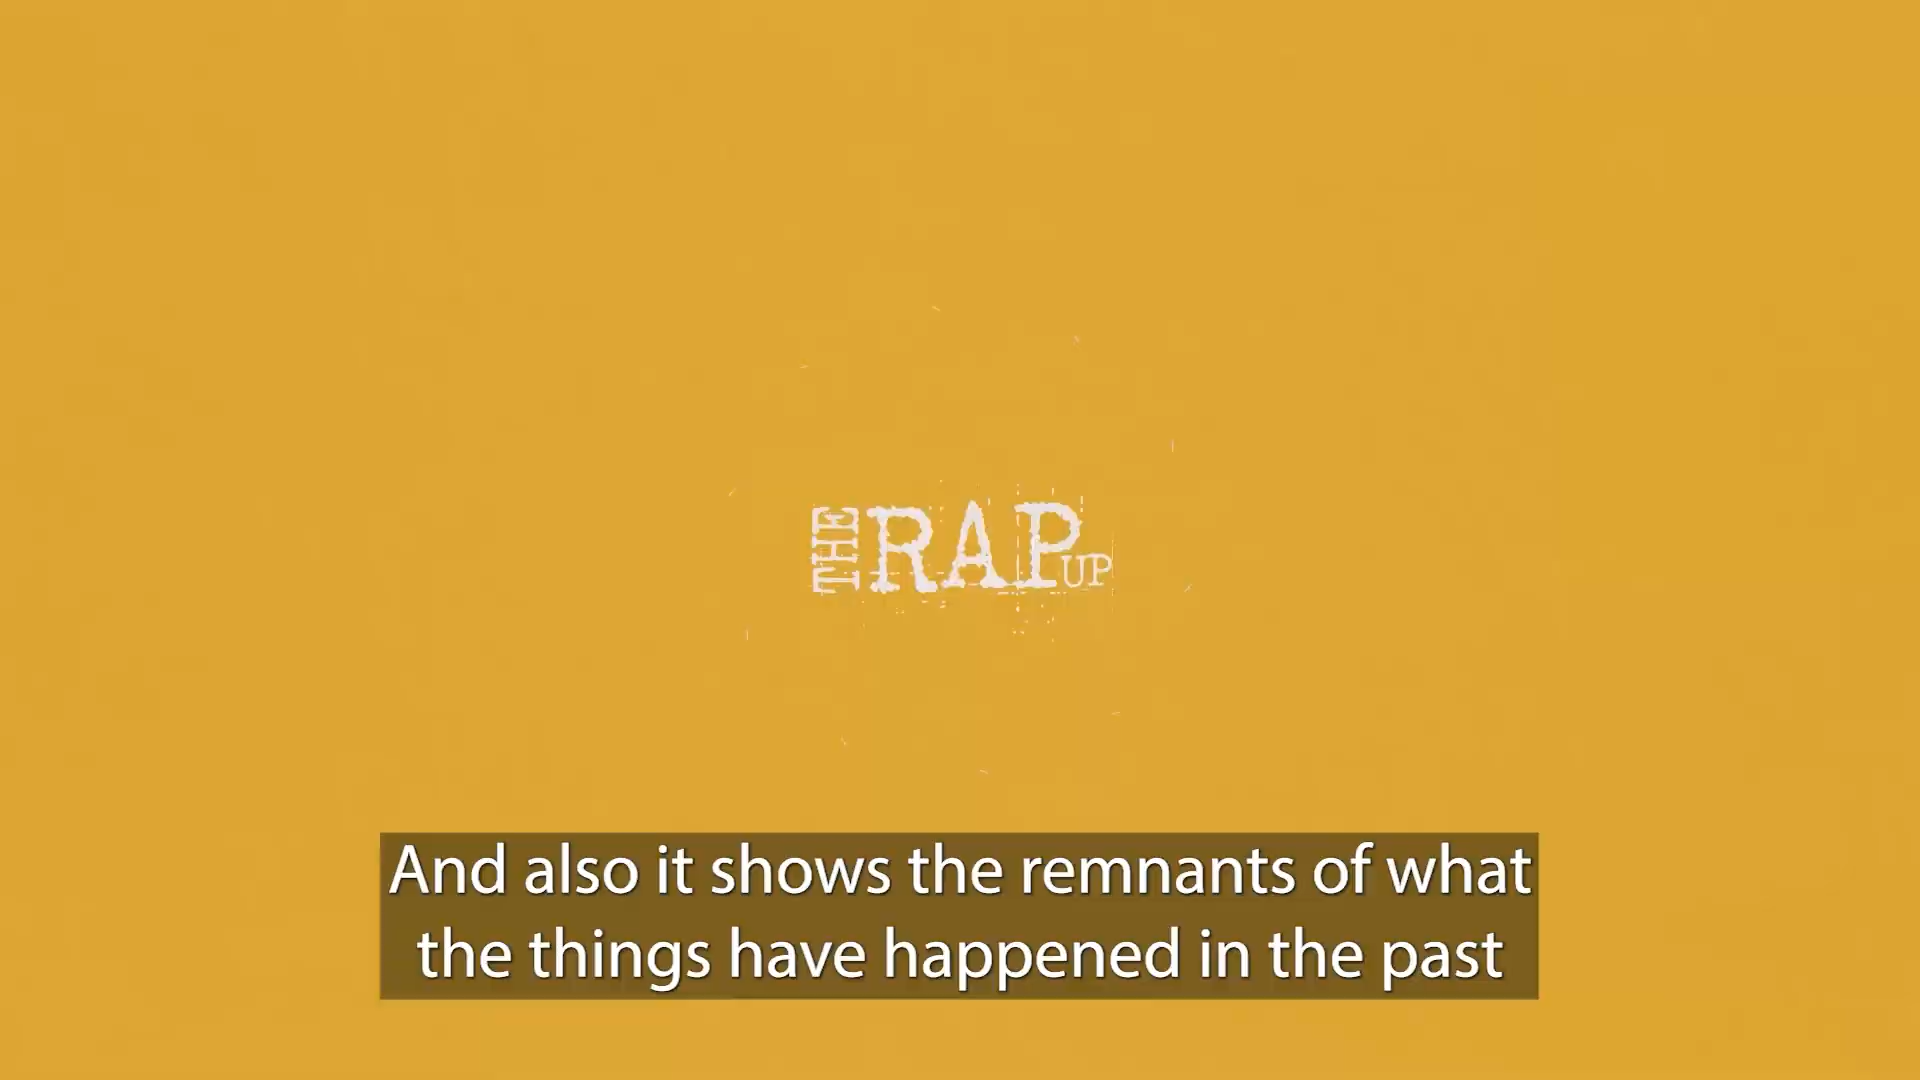 THE RAP UP
And also it shows the remnants of what
the things have happened in the past